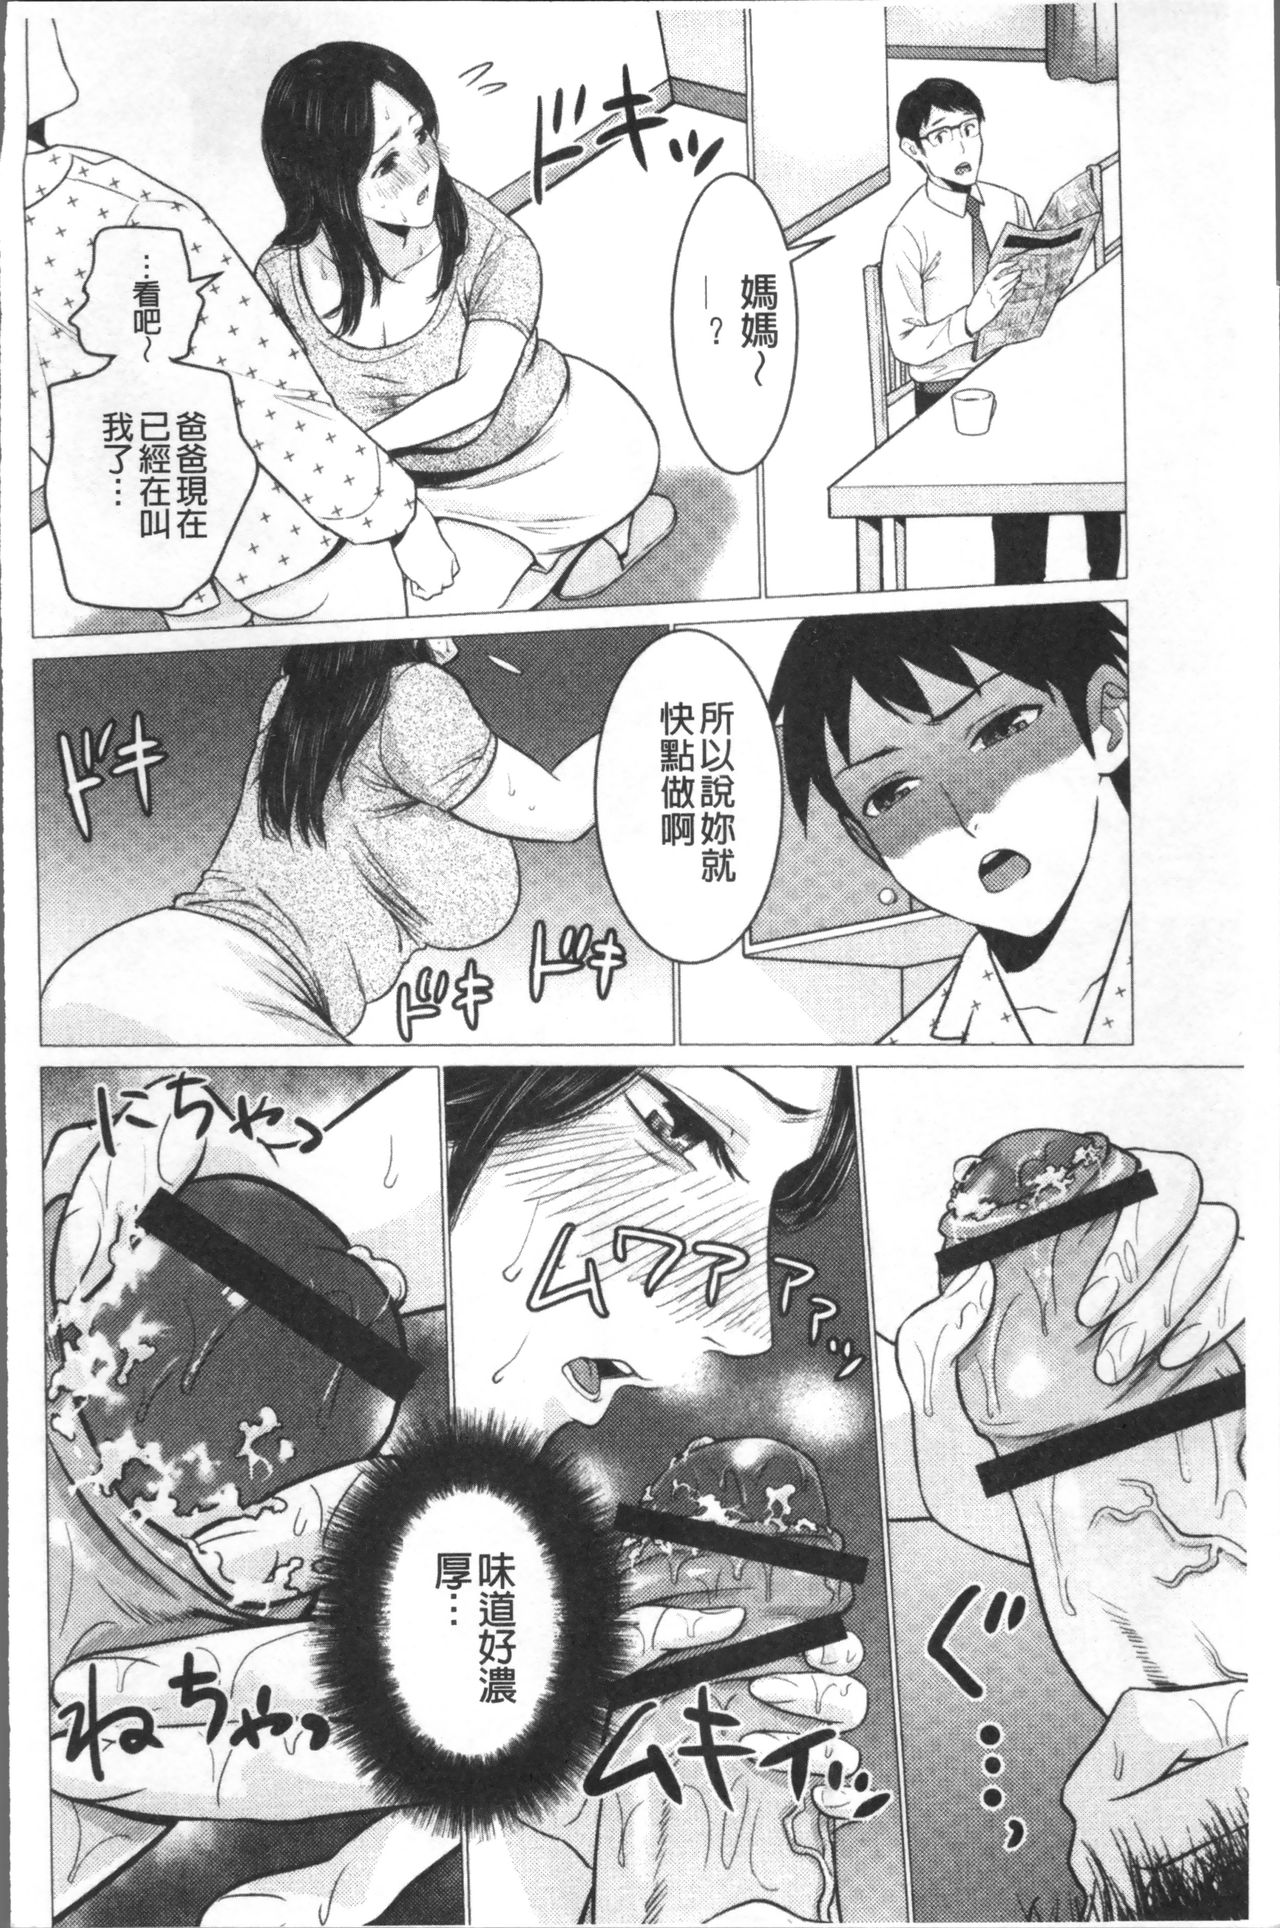 媽媽～
—？
ドキッ
…看吧～
爸爸現在
已經在叫
我了…
所以說妳就
快點做啊
ドキ
ドキ
ドキ
ぐ…,
ムワアアァッ
ムキィッ
味道好濃
厚…
にちゃっ
ねちゃっ